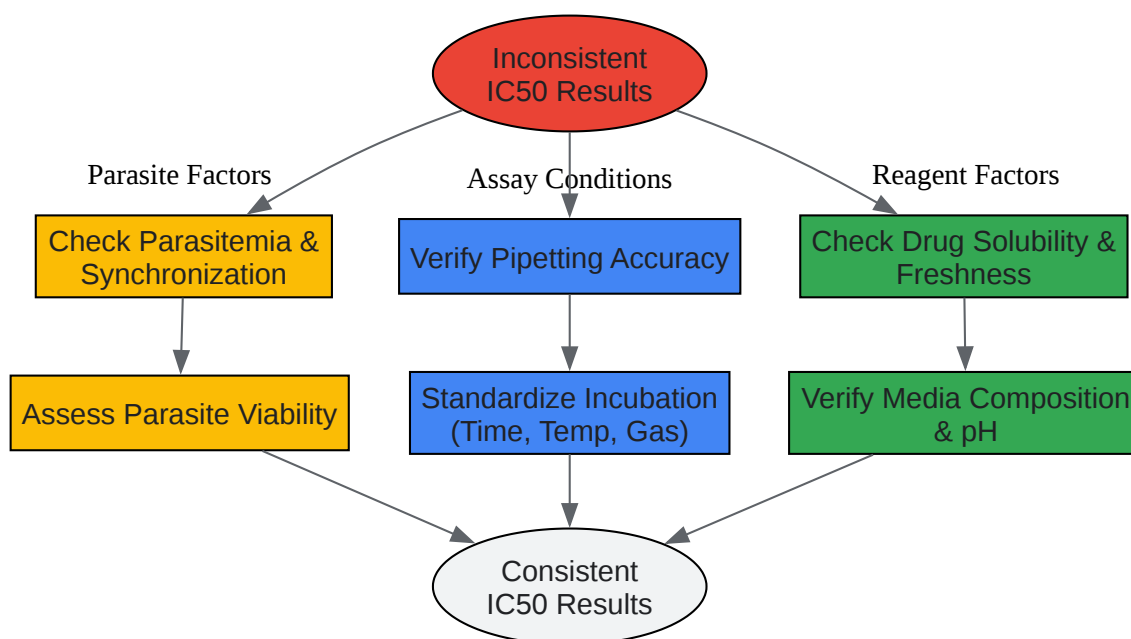 Inconsistent
IC50 Results
Parasite Factors
Assay Conditions
Reagent Factors
Check Parasitemia &
Synchronization
Verify Pipetting Accuracy
Check Drug Solubility &
Freshness
Assess Parasite Viability
Standardize Incubation
(Time, Temp, Gas)
Verify Media Composition
& pH
Consistent
IC50 Results